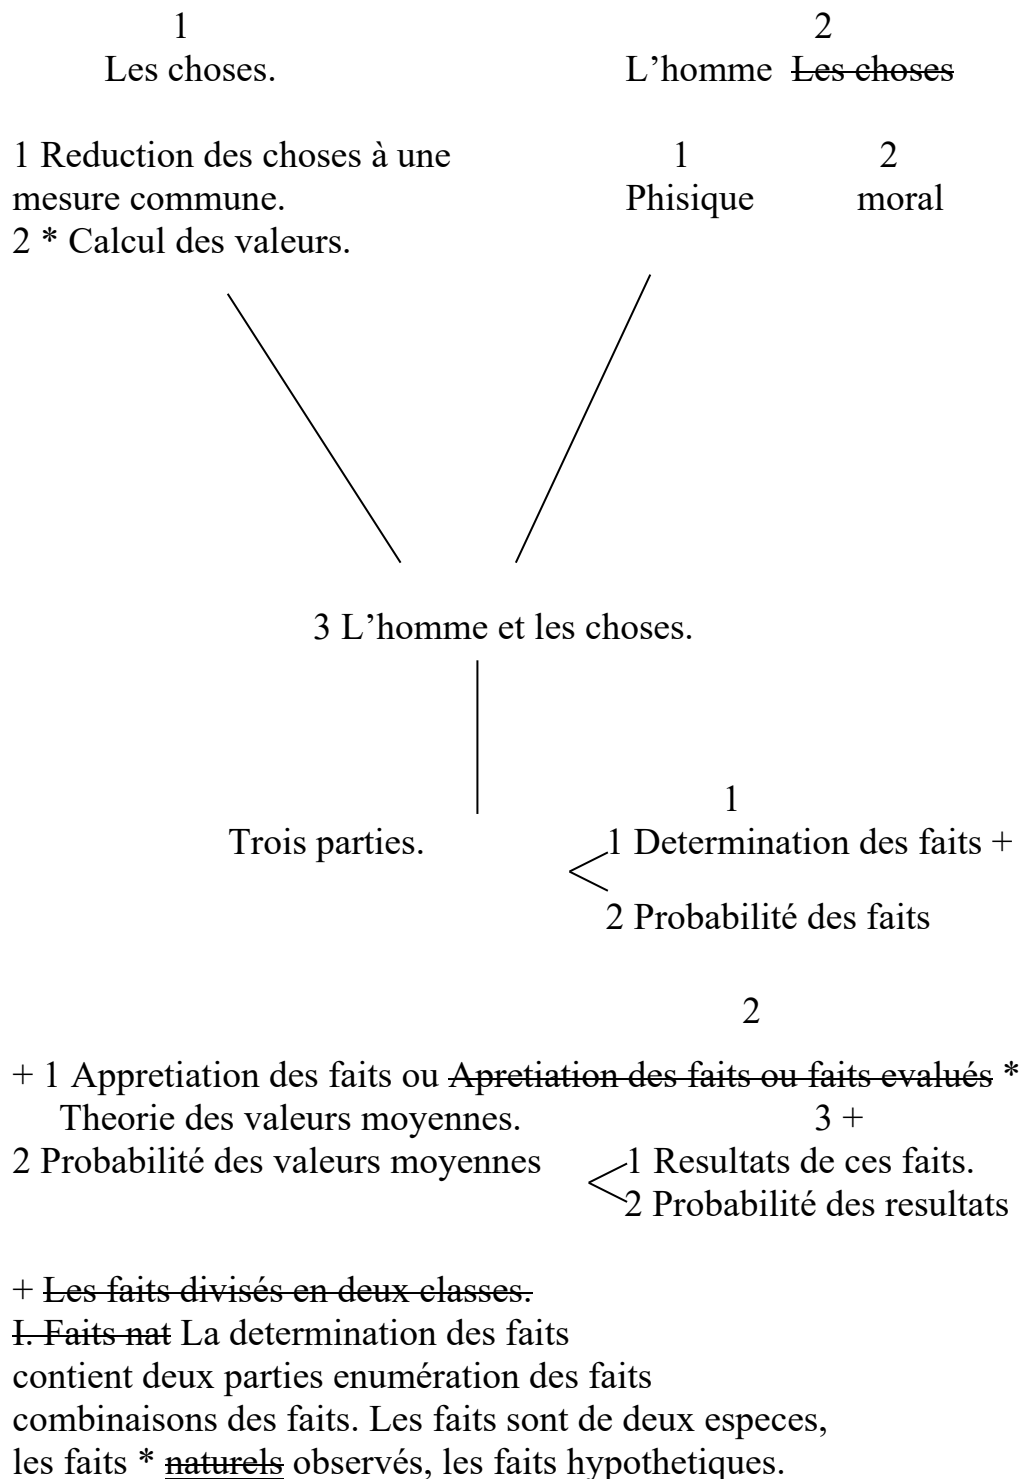 1 2
Les choses. L’homme Les choses
1 Reduction des choses à une 1 2
mesure commune. Phisique moral
2 * Calcul des valeurs.
3 L’homme et les choses.
1
Trois parties. 1 Determination des faits +
2 Probabilité des faits
2
+ 1 Appretiation des faits ou Apretiation des faits ou faits evalués *
Theorie des valeurs moyennes. 3 +
2 Probabilité des valeurs moyennes 1 Resultats de ces faits.
2 Probabilité des resultats
+ Les faits divisés en deux classes.
I. Faits nat La determination des faits
contient deux parties enumération des faits
combinaisons des faits. Les faits sont de deux especes,
les faits * naturels observés, les faits hypothetiques.